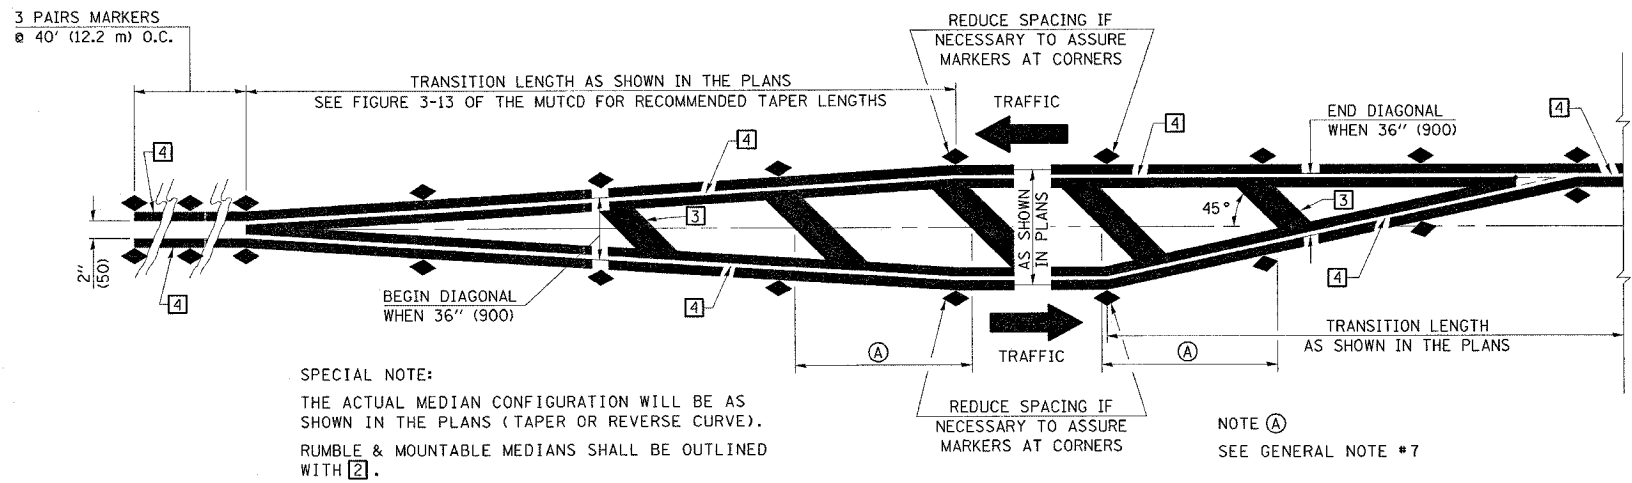 3 PAIRS MARKERS
@ 40' (12.2 m) O.C.
TRANSITION LENGTH AS SHOWN IN THE PLANS
SEE FIGURE 3-13 OF THE MUTCD FOR RECOMMENDED TAPER LENGTHS
REDUCE SPACING IF
NECESSARY TO ASSURE
MARKERS AT CORNERS
TRAFFIC
END DIAGONAL
WHEN 36" (900)
4
4
4
4
3
3
45°
AS SHOWN
IN PLANS
2"
(50)
4
4
4
4
BEGIN DIAGONAL
WHEN 36" (900)
A
A
TRAFFIC
TRANSITION LENGTH
AS SHOWN IN THE PLANS
REDUCE SPACING IF
NECESSARY TO ASSURE
MARKERS AT CORNERS
SPECIAL NOTE:
THE ACTUAL MEDIAN CONFIGURATION WILL BE AS
SHOWN IN THE PLANS (TAPER OR REVERSE CURVE).
RUMBLE & MOUNTABLE MEDIANS SHALL BE OUTLINED
WITH 2.
NOTE A
SEE GENERAL NOTE #7